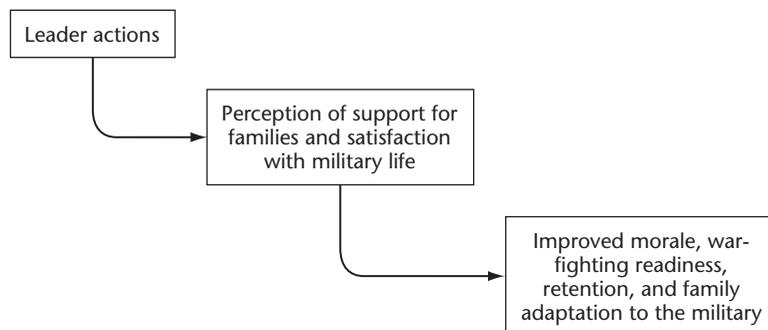 Leader actions
Perception of support for
families and satisfaction
with military life
Improved morale, war-
fighting readiness,
retention, and family
adaptation to the military